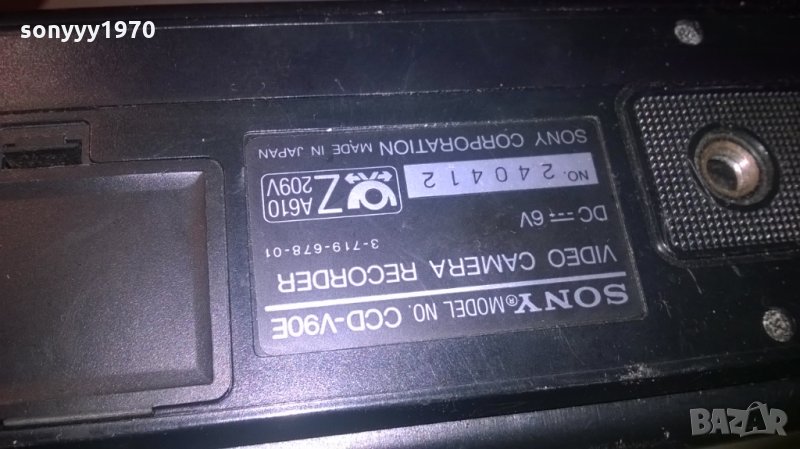 sonyyy1970
SONY® MODEL NO. CCD-V90E
VIDEO CAMERA RECORDER
3-719-678-01
DC ⎓ 6V
A610
209V
NO. 240412
SONY CORPORATION MADE IN JAPAN
BAZAR